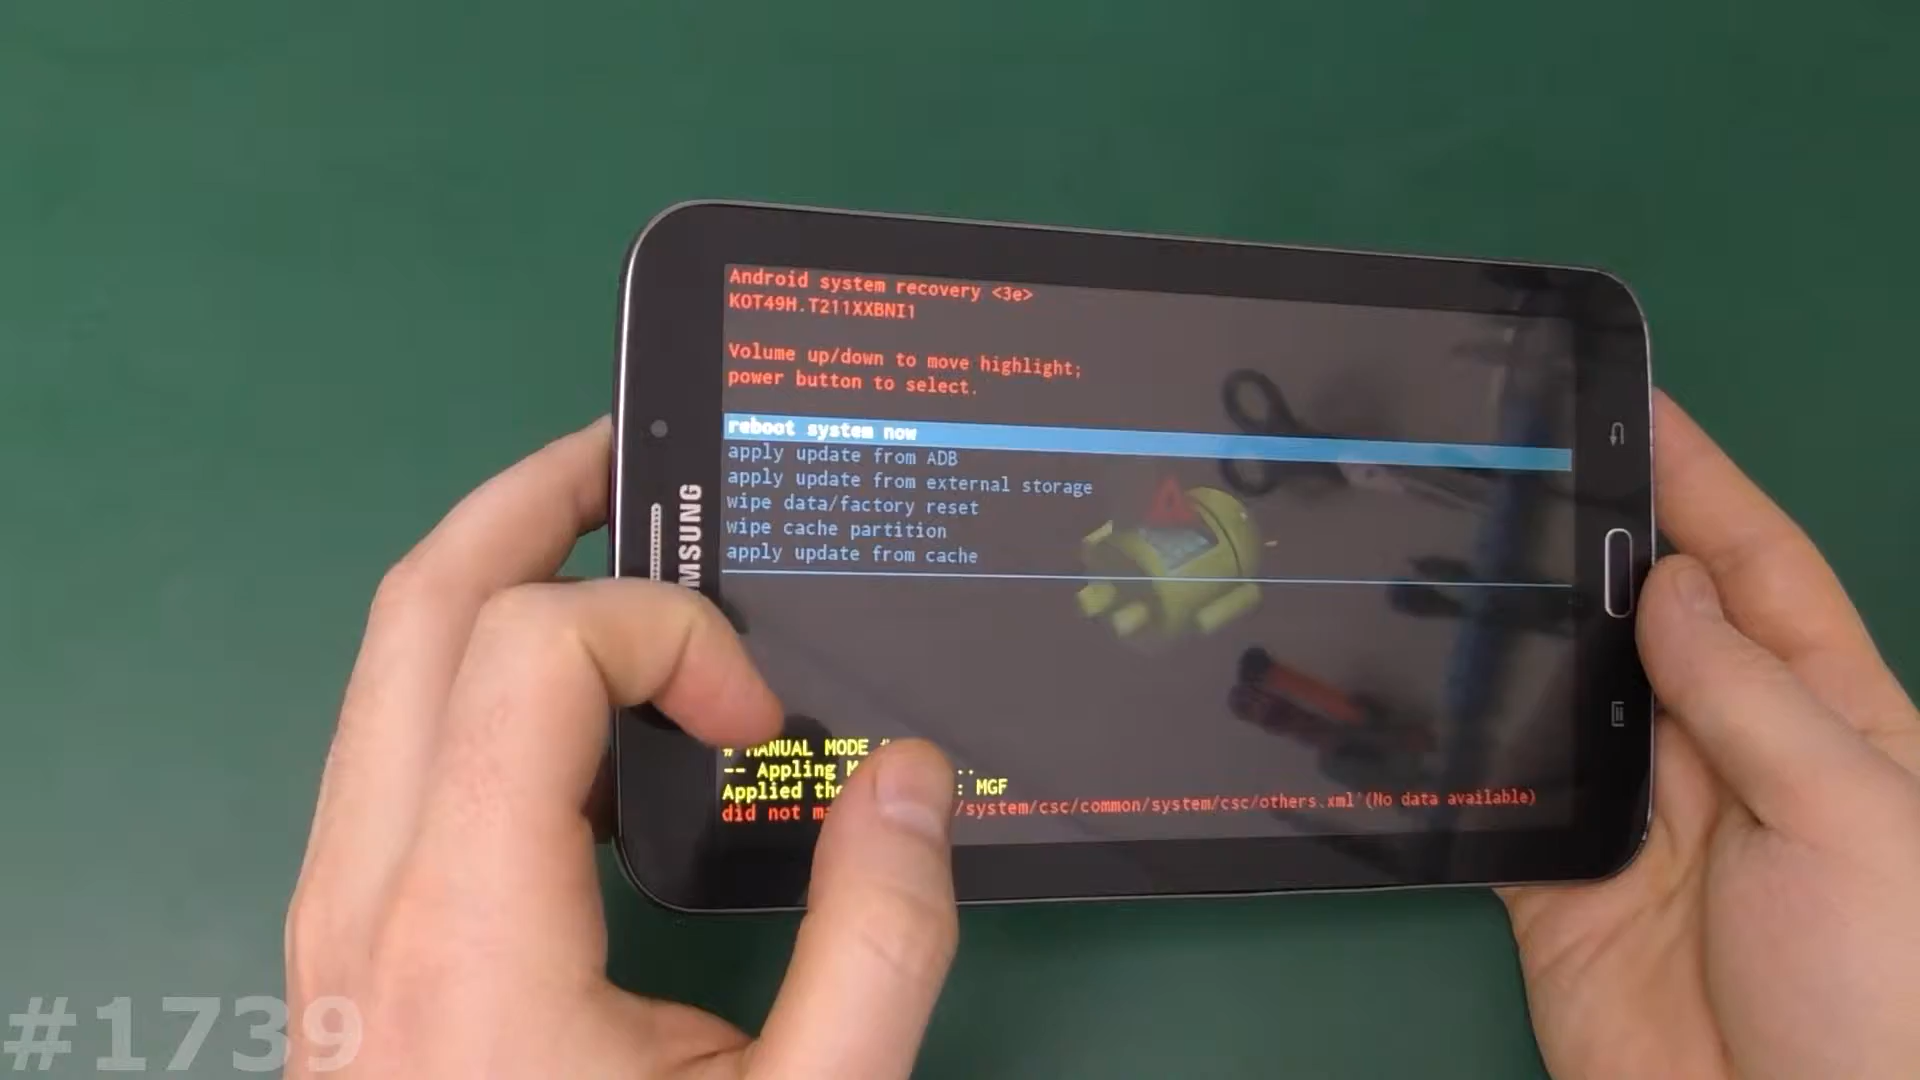 Android system recovery <3e>
KOT49H.T211XXBNI1
Volume up/down to move highlight;
power button to select.
reboot system now
apply update from ADB
apply update from external storage
wipe data/factory reset
wipe cache partition
apply update from cache
MSUNG
# MANUAL MODE #
-- Appling
Applied : MGF
did not /system/csc/common/system/csc/others.xml'(No data available)
#1739